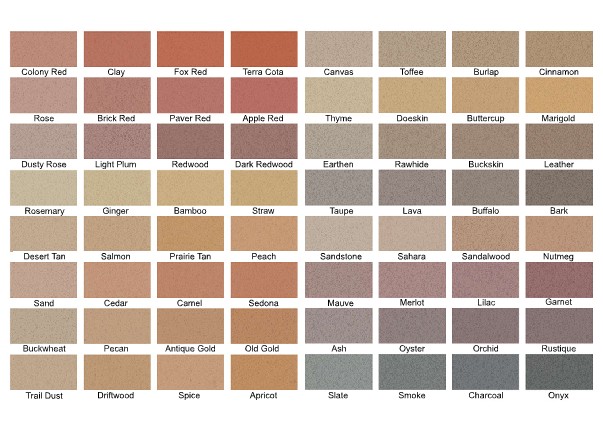 Colony Red Clay Fox Red Terra Cota Canvas Toffee Burlap Cinnamon
Rose Brick Red Paver Red Apple Red Thyme Doeskin Buttercup Marigold
Dusty Rose Light Plum Redwood Dark Redwood Earthen Rawhide Buckskin Leather
Rosemary Ginger Bamboo Straw Taupe Lava Buffalo Bark
Desert Tan Salmon Prairie Tan Peach Sandstone Sahara Sandalwood Nutmeg
Sand Cedar Camel Sedona Mauve Merlot Lilac Garnet
Buckwheat Pecan Antique Gold Old Gold Ash Oyster Orchid Rustique
Trail Dust Driftwood Spice Apricot Slate Smoke Charcoal Onyx